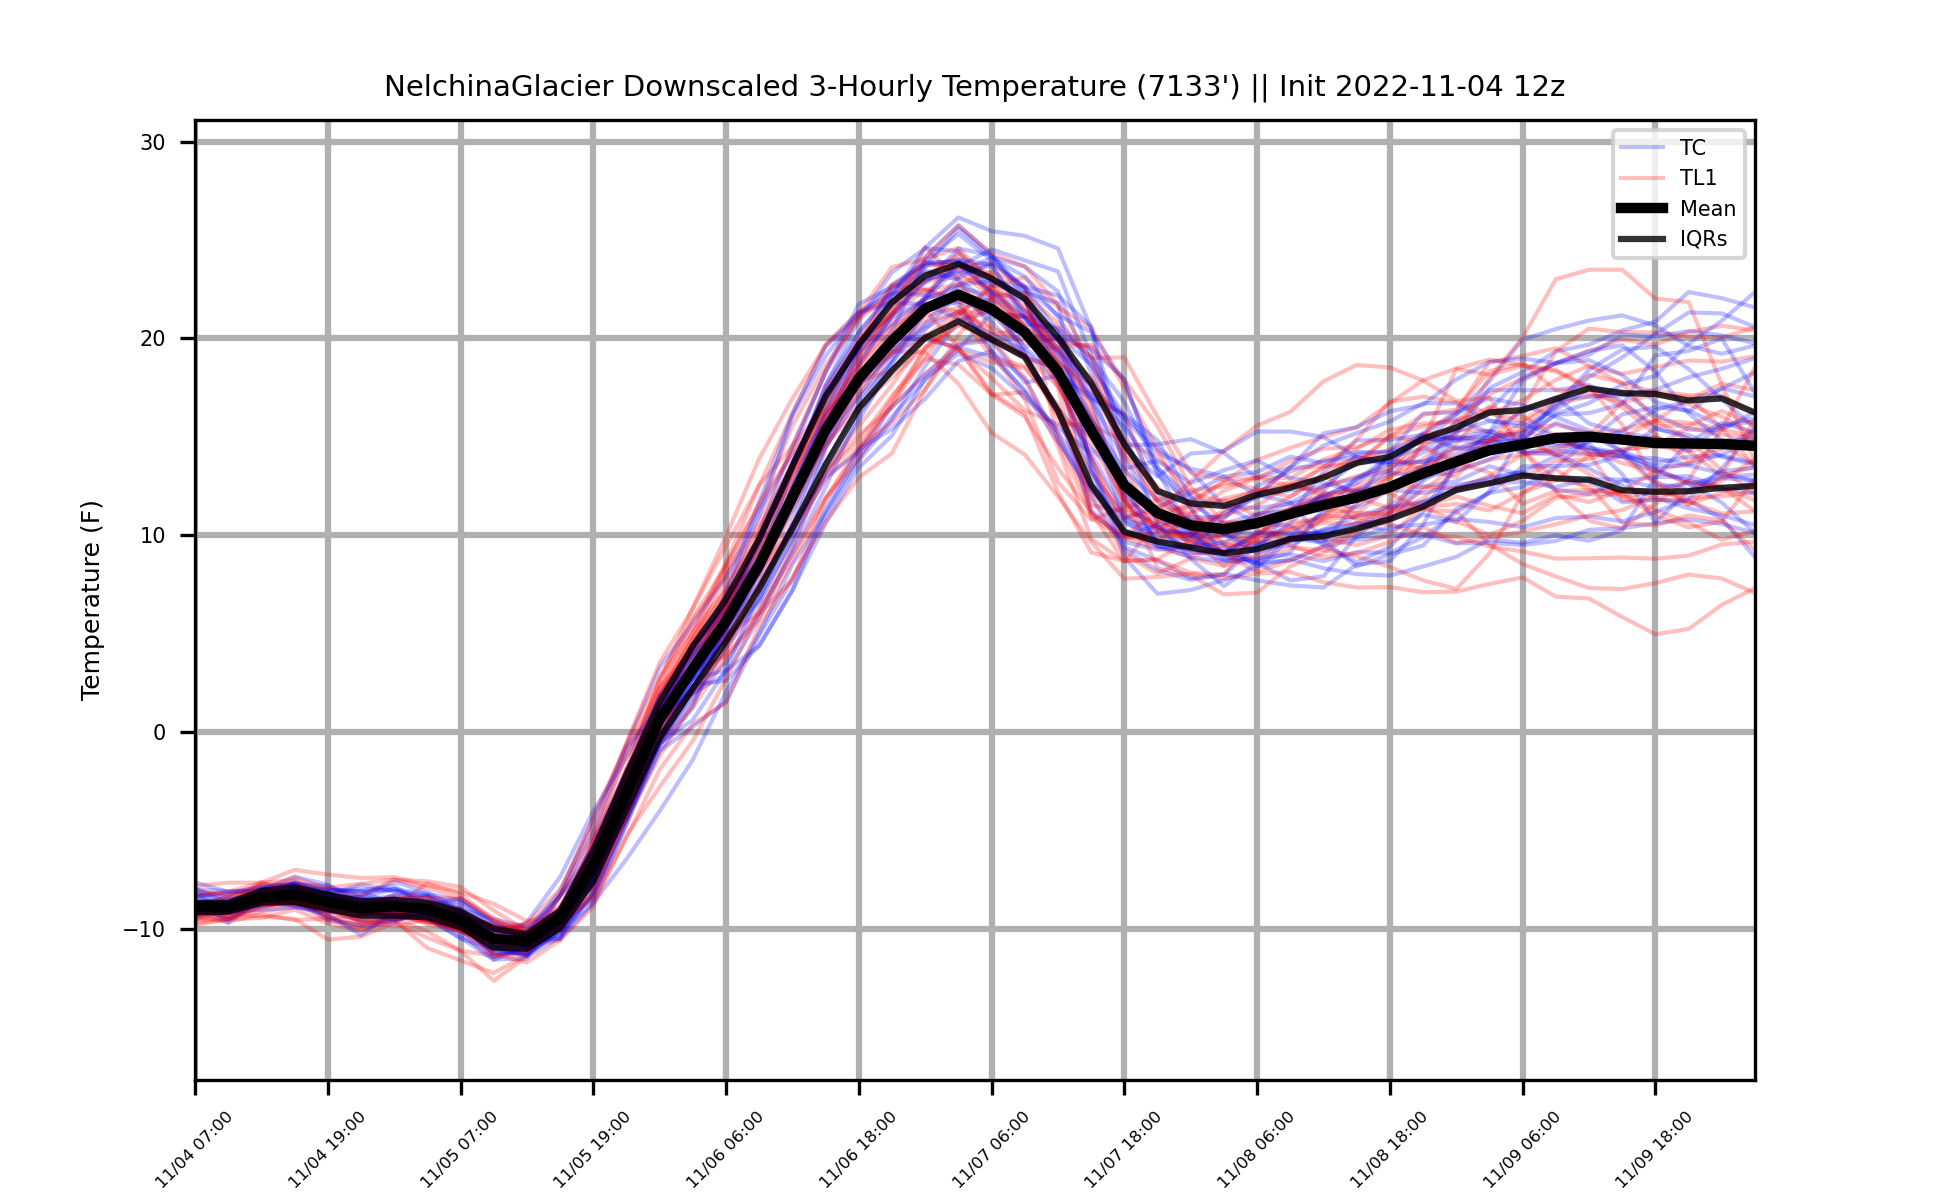 NelchinaGlacier Downscaled 3-Hourly Temperature (7133') || Init 2022-11-04 12z
TC
TL1
Mean
IQRs
Temperature (F)
30
20
10
0
−10
11/04 07:00
11/04 19:00
11/05 07:00
11/05 19:00
11/06 06:00
11/06 18:00
11/07 06:00
11/07 18:00
11/08 06:00
11/08 18:00
11/09 06:00
11/09 18:00